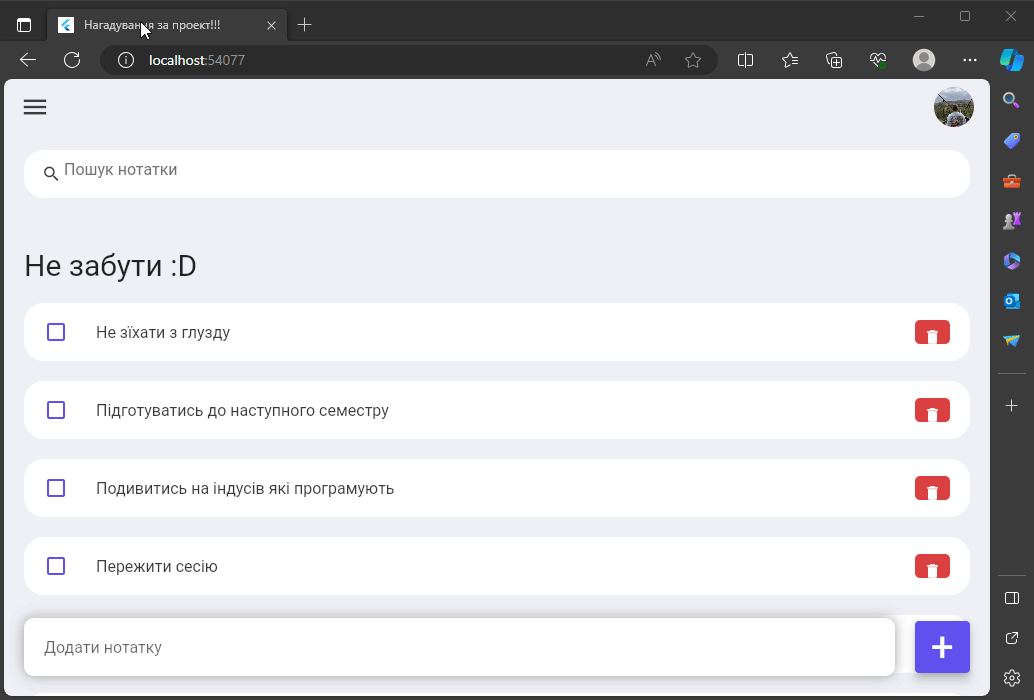 Нагадування за проект!!!
localhost:54077
Пошук нотатки
Не забути :D
Не зїхати з глузду
Підготуватись до наступного семестру
Подивитись на індусів які програмують
Пережити сесію
Додати нотатку